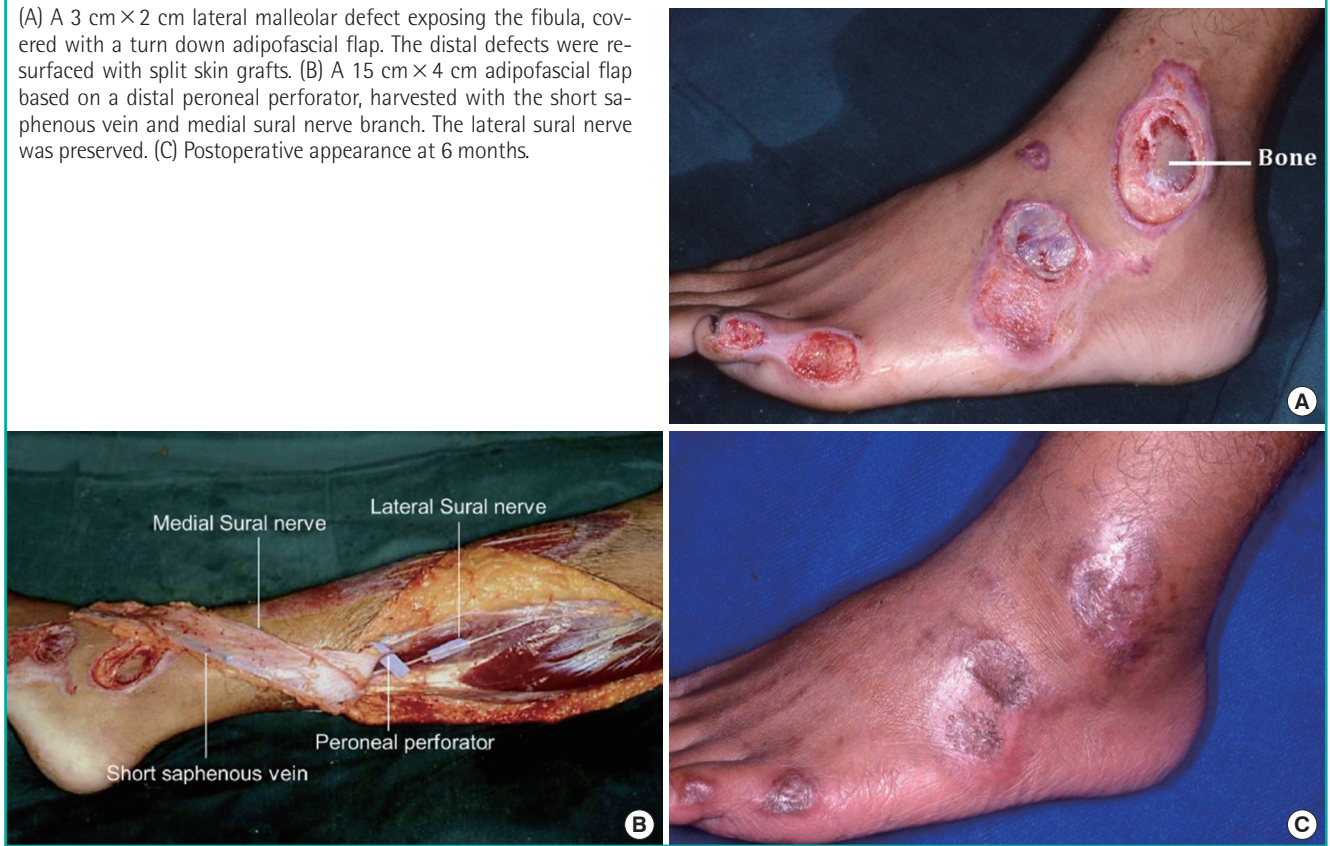 (A) A 3 cm × 2 cm lateral malleolar defect exposing the fibula, cov-
ered with a turn down adipofascial flap. The distal defects were re-
surfaced with split skin grafts. (B) A 15 cm × 4 cm adipofascial flap
based on a distal peroneal perforator, harvested with the short sa-
phenous vein and medial sural nerve branch. The lateral sural nerve
was preserved. (C) Postoperative appearance at 6 months.
Bone
A
Lateral Sural nerve
Medial Sural nerve
Peroneal perforator
Short saphenous vein
B
C